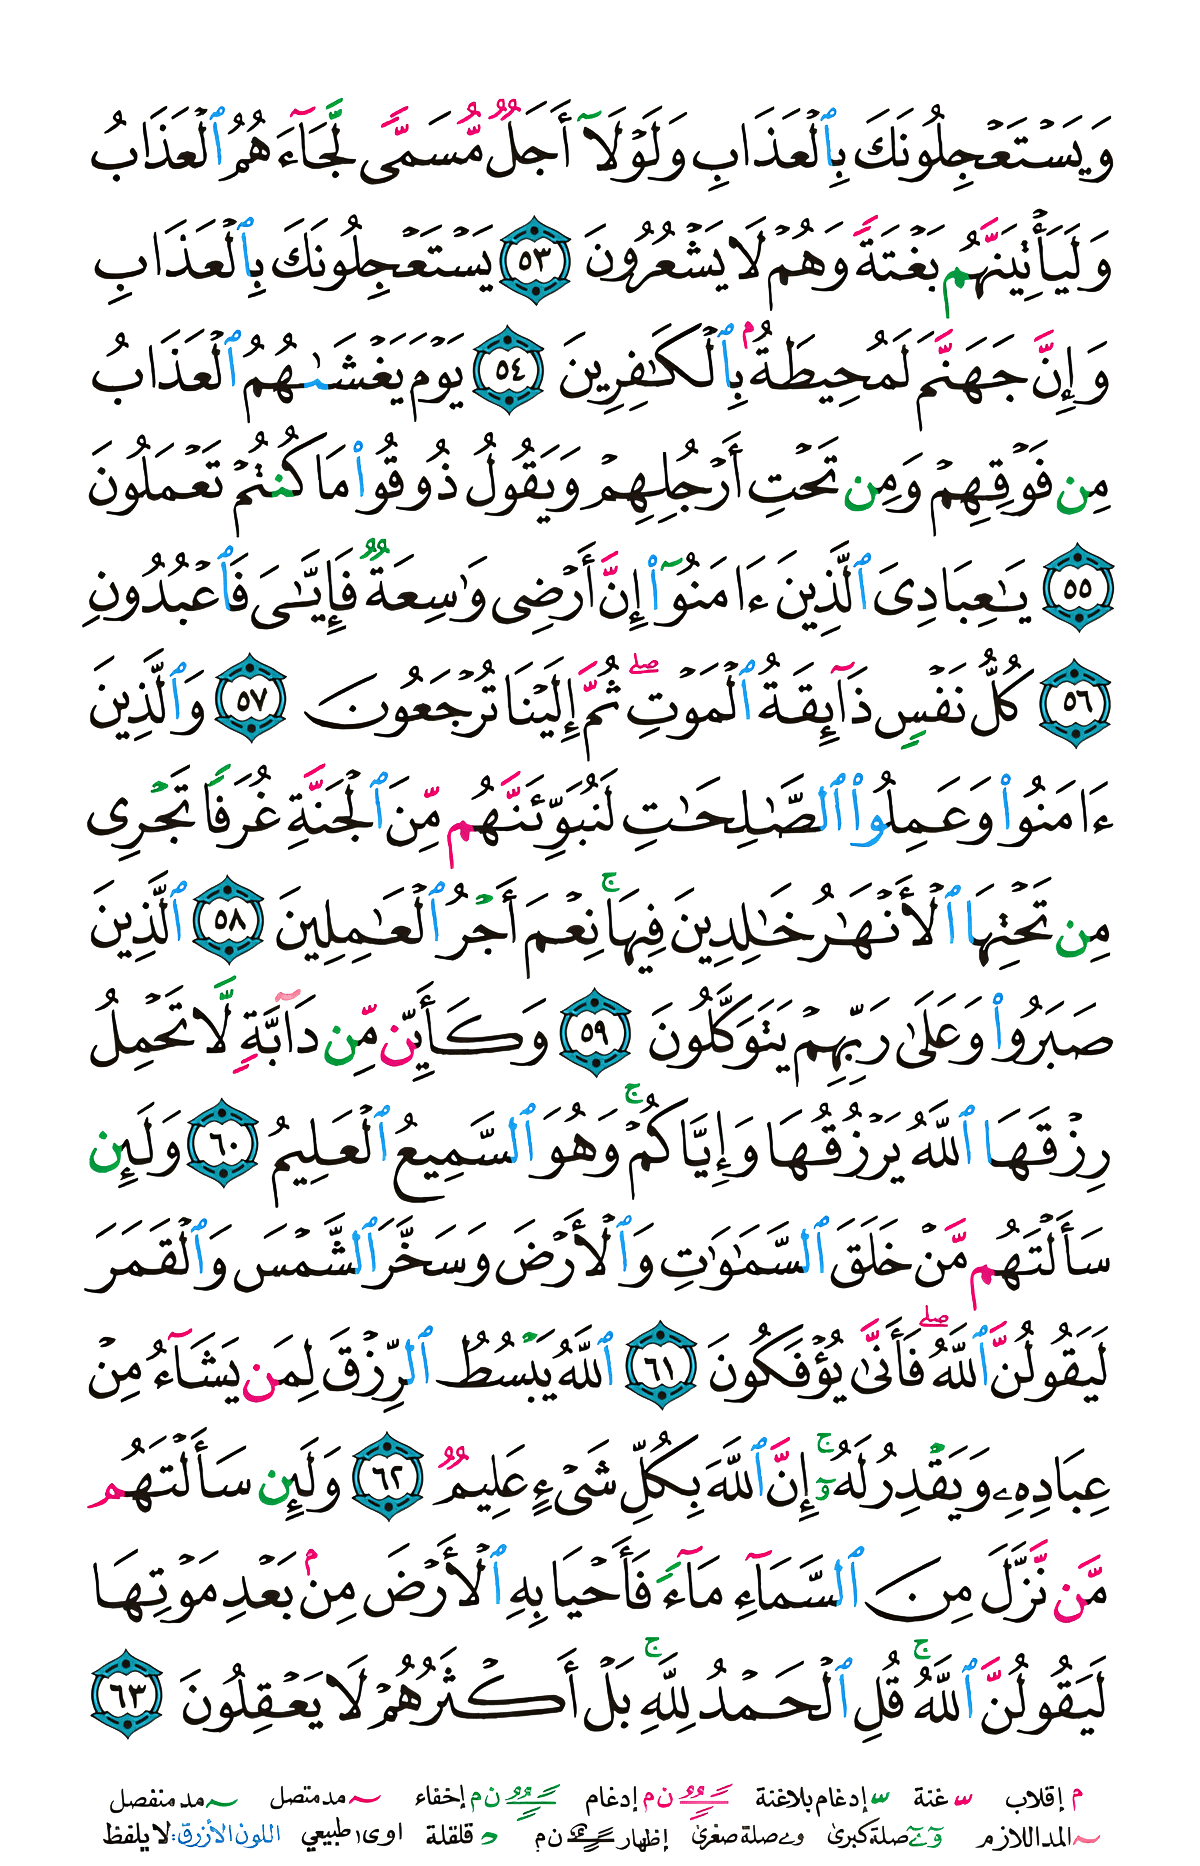 وَيَسۡتَعۡجِلُونَكَ بِٱلۡعَذَابِ وَلَوۡلَآ أَجَلٞ مُّسَمّٗى لَّجَآءَهُمُ ٱلۡعَذَابُ
وَلَيَأۡتِيَنَّهُم بَغۡتَةٗ وَهُمۡ لَا يَشۡعُرُونَ ٥٣ يَسۡتَعۡجِلُونَكَ بِٱلۡعَذَابِ
وَإِنَّ جَهَنَّمَ لَمُحِيطَةُۢ بِٱلۡكَٰفِرِينَ ٥٤ يَوۡمَ يَغۡشَىٰهُمُ ٱلۡعَذَابُ
مِن فَوۡقِهِمۡ وَمِن تَحۡتِ أَرۡجُلِهِمۡ وَيَقُولُ ذُوقُواْ مَا كُنتُمۡ تَعۡمَلُونَ
٥٥ يَٰعِبَادِيَ ٱلَّذِينَ ءَامَنُوٓاْ إِنَّ أَرۡضِي وَٰسِعَةٞ فَإِيَّٰيَ فَٱعۡبُدُونِ
٥٦ كُلُّ نَفۡسٖ ذَآئِقَةُ ٱلۡمَوۡتِۖ ثُمَّ إِلَيۡنَا تُرۡجَعُونَ ٥٧ وَٱلَّذِينَ
ءَامَنُواْ وَعَمِلُواْ ٱلصَّٰلِحَٰتِ لَنُبَوِّئَنَّهُم مِّنَ ٱلۡجَنَّةِ غُرَفٗا تَجۡرِي
مِن تَحۡتِهَا ٱلۡأَنۡهَٰرُ خَٰلِدِينَ فِيهَاۚ نِعۡمَ أَجۡرُ ٱلۡعَٰمِلِينَ ٥٨ ٱلَّذِينَ
صَبَرُواْ وَعَلَىٰ رَبِّهِمۡ يَتَوَكَّلُونَ ٥٩ وَكَأَيِّن مِّن دَآبَّةٖ لَّا تَحۡمِلُ
رِزۡقَهَا ٱللَّهُ يَرۡزُقُهَا وَإِيَّاكُمۡۚ وَهُوَ ٱلسَّمِيعُ ٱلۡعَلِيمُ ٦٠ وَلَئِن
سَأَلۡتَهُم مَّنۡ خَلَقَ ٱلسَّمَٰوَٰتِ وَٱلۡأَرۡضَ وَسَخَّرَ ٱلشَّمۡسَ وَٱلۡقَمَرَ
لَيَقُولُنَّ ٱللَّهُۖ فَأَنَّىٰ يُؤۡفَكُونَ ٦١ ٱللَّهُ يَبۡسُطُ ٱلرِّزۡقَ لِمَن يَشَآءُ مِنۡ
عِبَادِهِۦ وَيَقۡدِرُ لَهُۥٓۚ إِنَّ ٱللَّهَ بِكُلِّ شَيۡءٍ عَلِيمٞ ٦٢ وَلَئِن سَأَلۡتَهُم
مَّن نَّزَّلَ مِنَ ٱلسَّمَآءِ مَآءٗ فَأَحۡيَا بِهِ ٱلۡأَرۡضَ مِنۢ بَعۡدِ مَوۡتِهَا
لَيَقُولُنَّ ٱللَّهُۚ قُلِ ٱلۡحَمۡدُ لِلَّهِۚ بَلۡ أَكۡثَرُهُمۡ لَا يَعۡقِلُونَ ٦٣
م إقلاب غنة إدغام بلاغنة ن م إدغام ن م إخفاء مد متصل مد منفصل
المد اللازم صلة كبرى و ے صلة صغرى إظهار ن م قلقلة اوى ا طبيعي اللون الأزرق: لا يلفظ